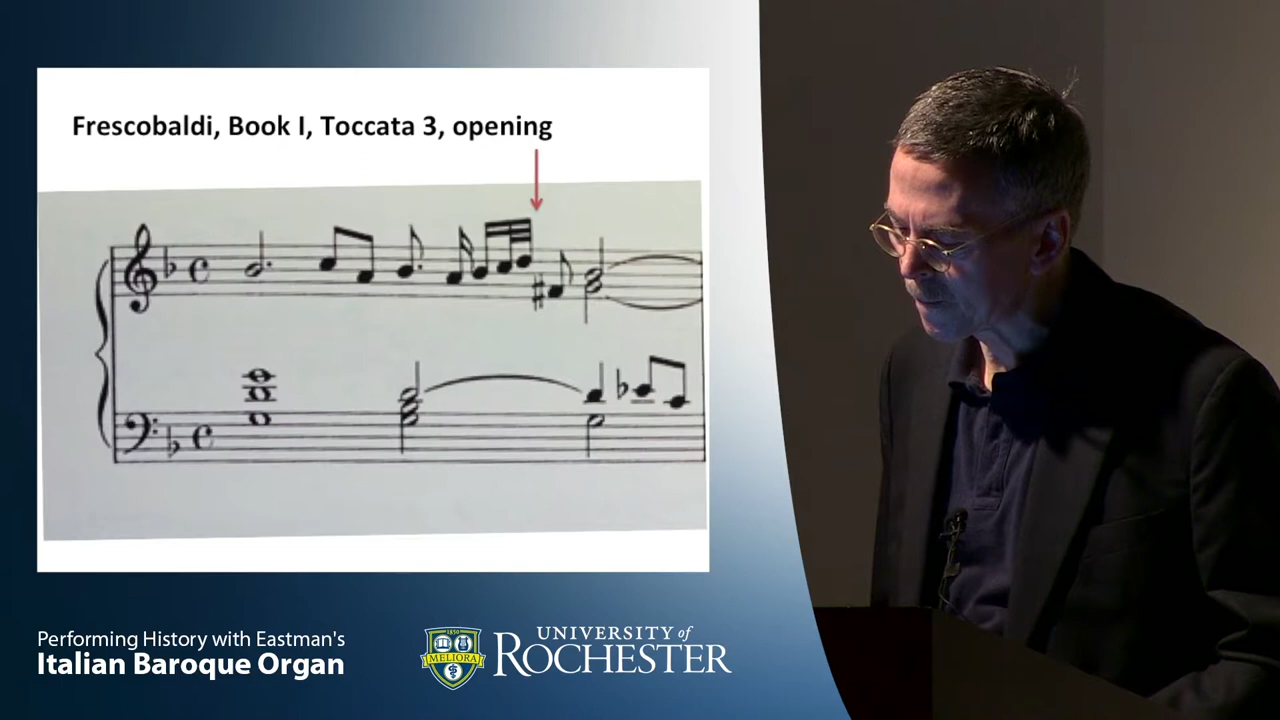 Frescobaldi, Book I, Toccata 3, opening
Performing History with Eastman's
Italian Baroque Organ
1850
MELIORA
UNIVERSITY of
ROCHESTER